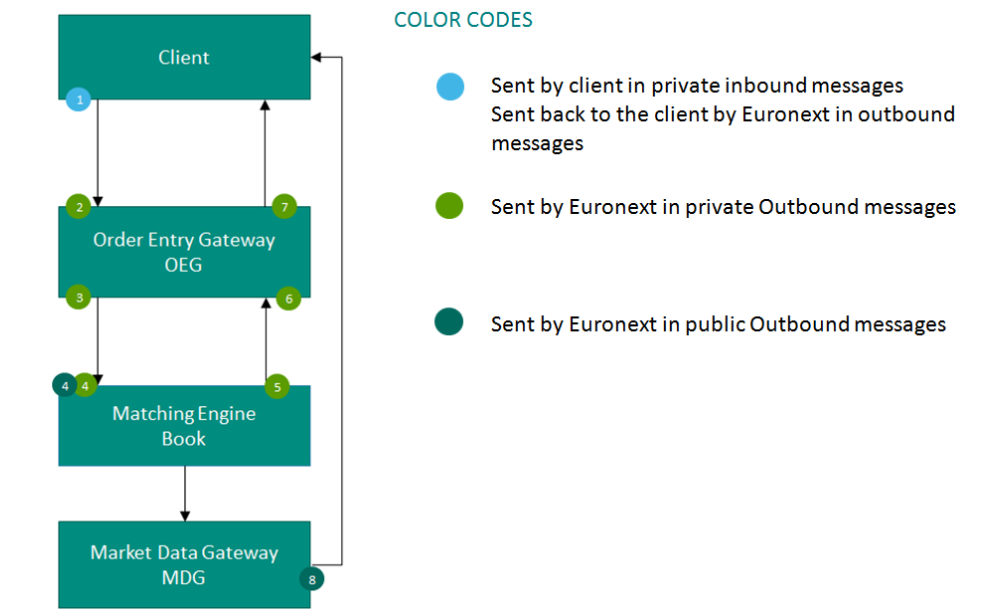 COLOR CODES
Client
1
Sent by client in private inbound messages
Sent back to the client by Euronext in outbound
messages
2
7
Sent by Euronext in private Outbound messages
Order Entry Gateway
OEG
3
6
Sent by Euronext in public Outbound messages
4
4
5
Matching Engine
Book
Market Data Gateway
MDG
8